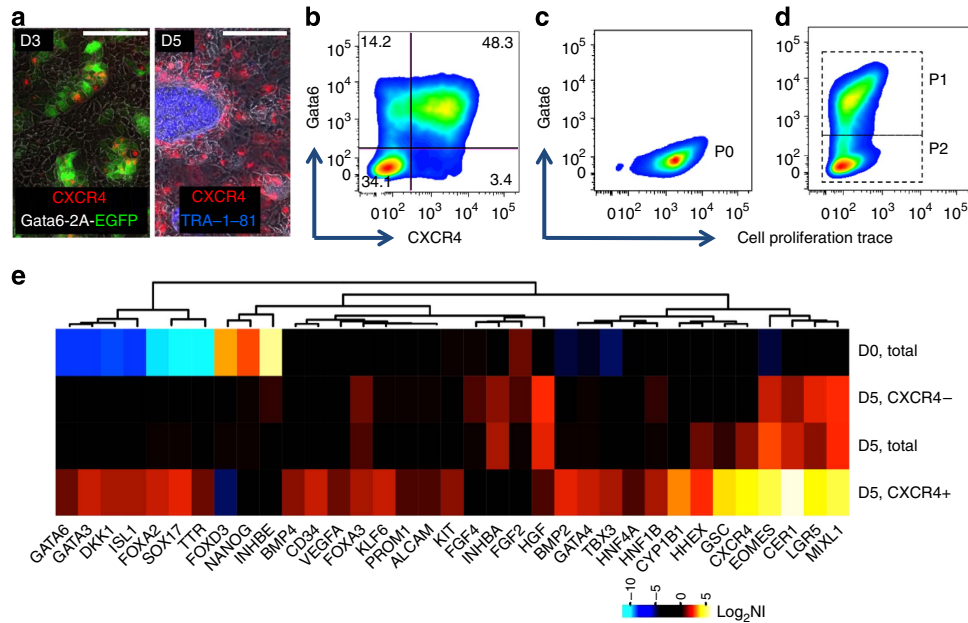 a
D3
CXCR4
Gata6-2A-EGFP
D5
CXCR4
TRA–1–81
b
14.2
48.3
34.1
3.4
10⁵
10⁴
10³
10²
0
Gata6
0 10² 10³ 10⁴ 10⁵
CXCR4
c
10⁵
10⁴
10³
10²
0
Gata6
P0
0 10² 10³ 10⁴ 10⁵
d
10⁵
10⁴
10³
10²
0
P1
P2
0 10² 10³ 10⁴ 10⁵
Cell proliferation trace
e
D0, total
D5, CXCR4–
D5, total
D5, CXCR4+
GATA6
GATA3
DKK1
ISL1
FOXA2
SOX17
TTR
FOXD3
NANOG
INHBE
BMP4
CD34
VEGFA
FOXA3
KLF6
PROM1
ALCAM
KIT
FGF4
INHBA
FGF2
HGF
BMP2
GATA4
TBX3
HNF4A
HNF1B
CYP1B1
HHEX
GSC
CXCR4
EOMES
CER1
LGR5
MIXL1
–10
–5
0
5
Log₂NI